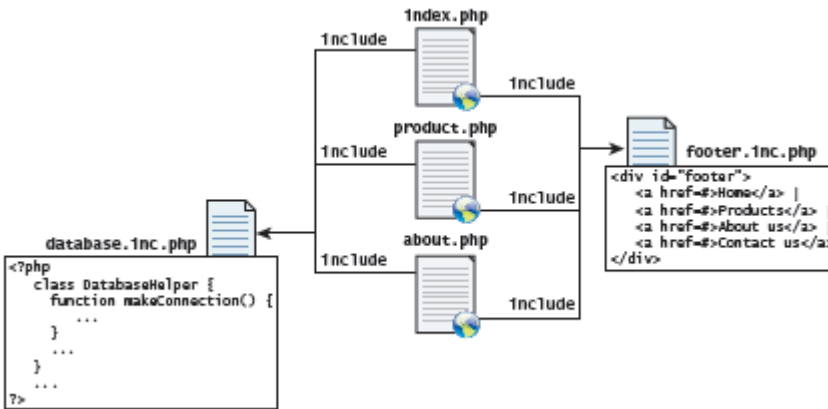 index.php
include
include
product.php
include
include
about.php
include
include
database.inc.php
<?php
class DatabaseHelper {
function makeConnection() {
...
}
...
}
...
?>
footer.inc.php
<div id="footer">
<a href=#>Home</a> |
<a href=#>Products</a> |
<a href=#>About us</a> |
<a href=#>Contact us</a
</div>